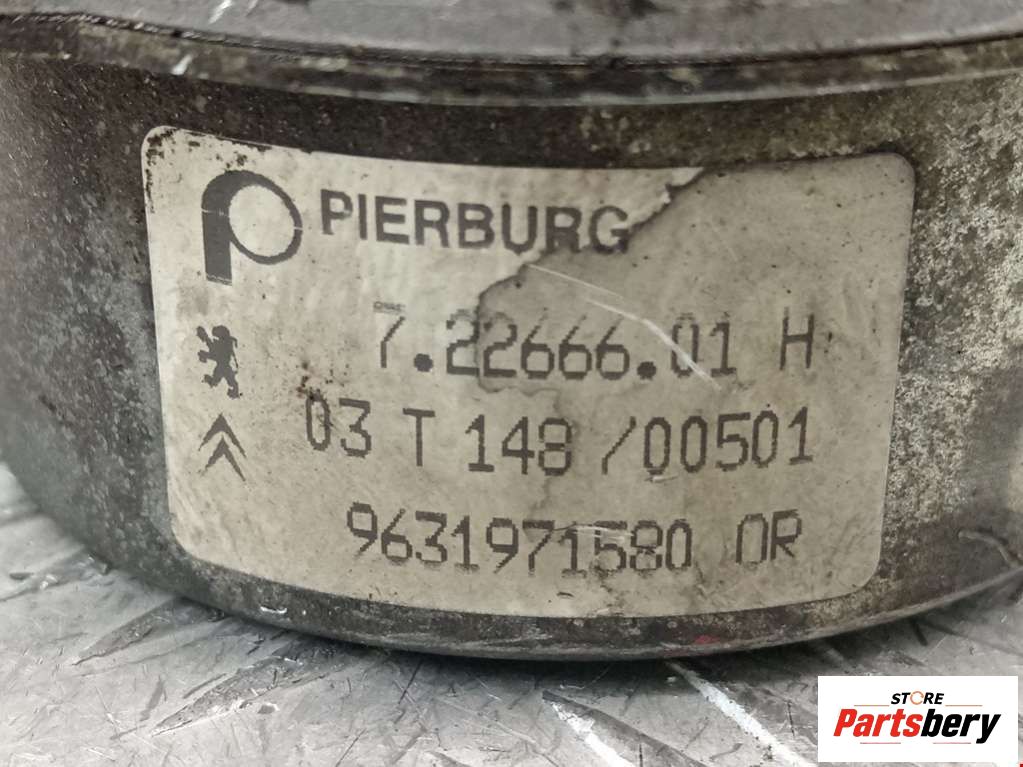 PIERBURG
7.22666.01 H
03 T 148 /00501
9631971580 OR
STORE
Partsbery